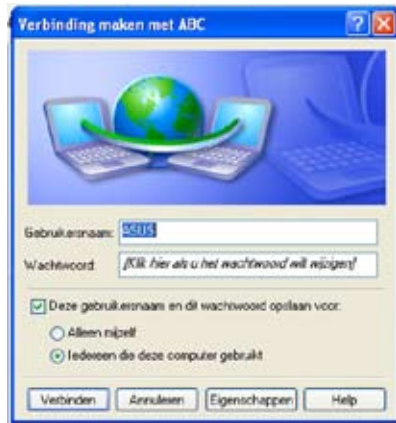 Verbinding maken met ABC
Gebruikersnaam: ASUS
Wachtwoord: [Klik hier als u het wachtwoord wilt wijzigen]
Deze gebruikersnaam en dit wachtwoord opslaan voor:
Alleen mijzelf
Iedereen die deze computer gebruikt
Verbinden Annuleren Eigenschappen Help